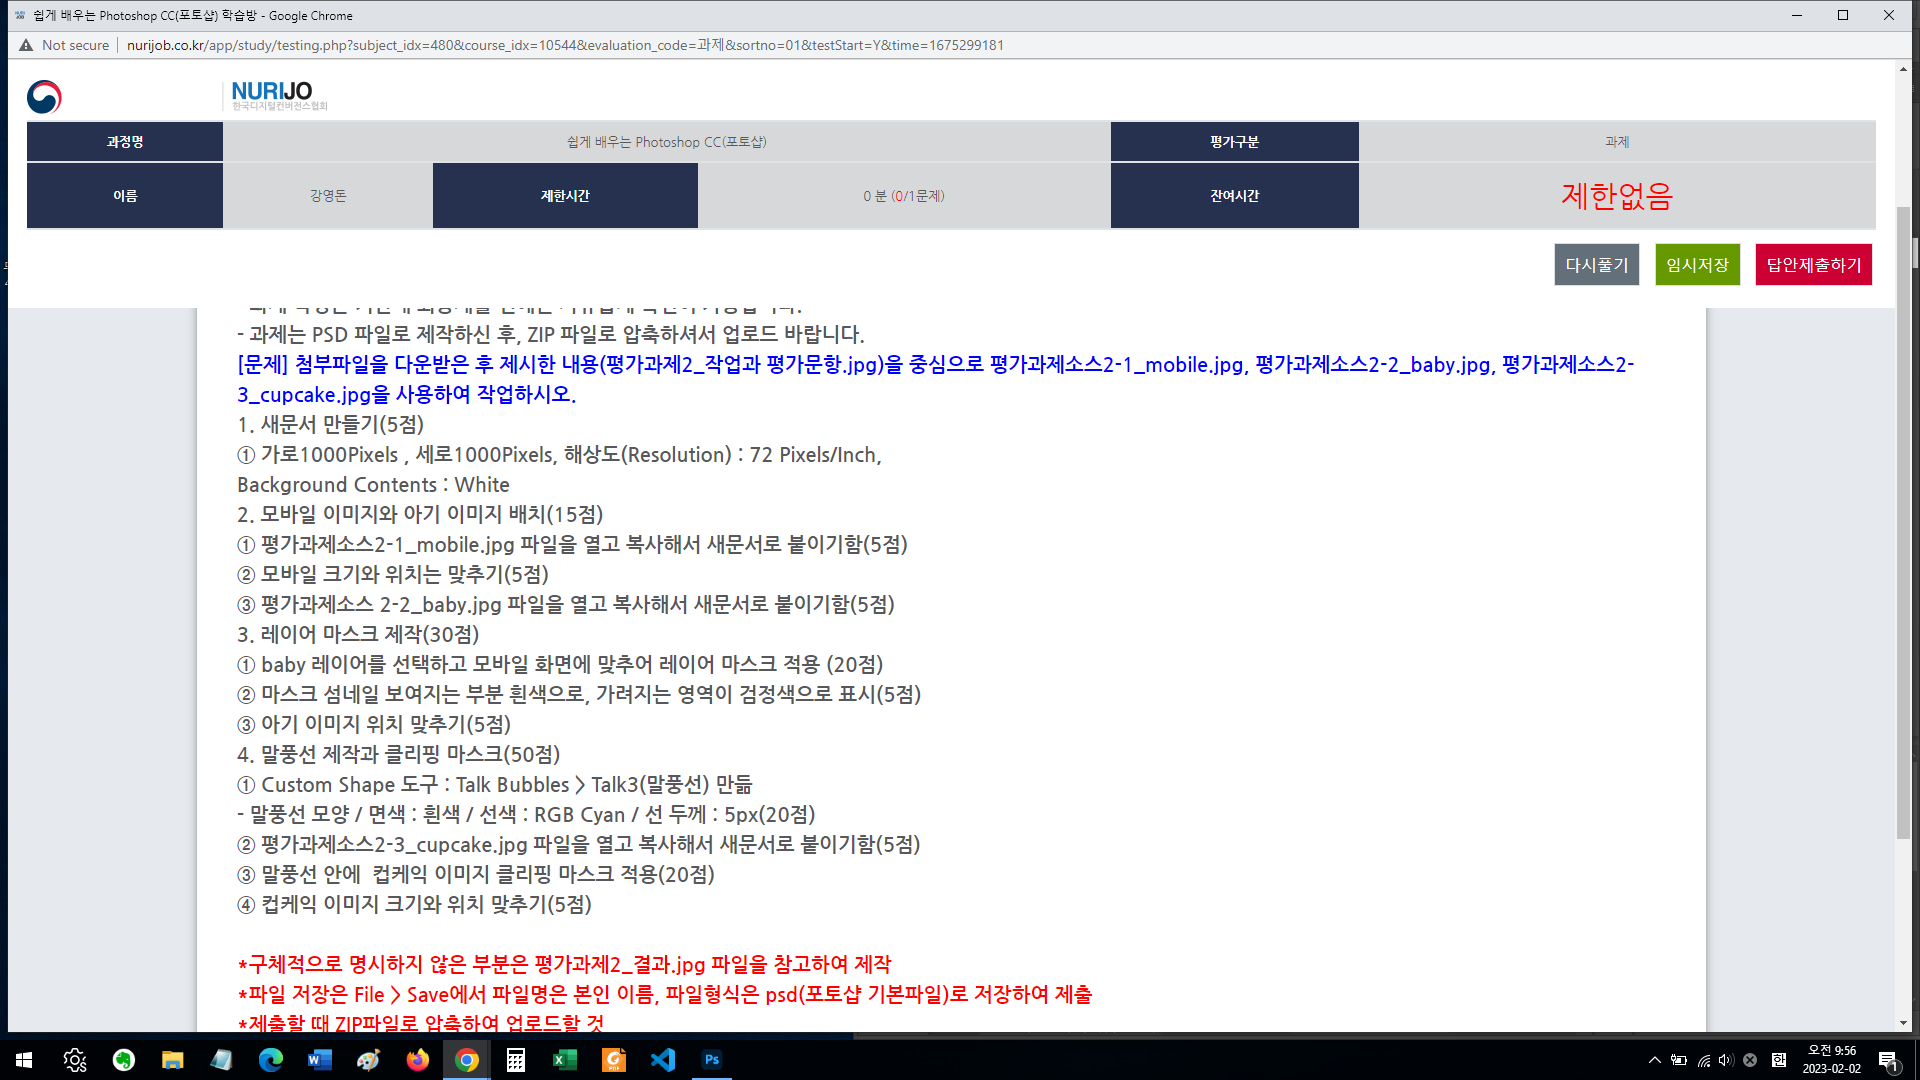 쉽게 배우는 Photoshop CC(포토샵) 학습방 - Google Chrome
Not secure
nurijob.co.kr/app/study/testing.php?subject_idx=480&course_idx=10544&evaluation_code=과제&sortno=01&testStart=Y&time=1675299181
NURIJO
한국디지털컨버전스협회
과정명
쉽게 배우는 Photoshop CC(포토샵)
평가구분
과제
이름
강영돈
제한시간
0 분 (0/1문제)
잔여시간
제한없음
다시풀기
임시저장
답안제출하기
- 과제는 PSD 파일로 제작하신 후, ZIP 파일로 압축하셔서 업로드 바랍니다.
[문제] 첨부파일을 다운받은 후 제시한 내용(평가과제2_작업과 평가문항.jpg)을 중심으로 평가과제소스2-1_mobile.jpg, 평가과제소스2-2_baby.jpg, 평가과제소스2-
3_cupcake.jpg을 사용하여 작업하시오.
1. 새문서 만들기(5점)
① 가로1000Pixels , 세로1000Pixels, 해상도(Resolution) : 72 Pixels/Inch,
Background Contents : White
2. 모바일 이미지와 아기 이미지 배치(15점)
① 평가과제소스2-1_mobile.jpg 파일을 열고 복사해서 새문서로 붙이기함(5점)
② 모바일 크기와 위치는 맞추기(5점)
③ 평가과제소스 2-2_baby.jpg 파일을 열고 복사해서 새문서로 붙이기함(5점)
3. 레이어 마스크 제작(30점)
① baby 레이어를 선택하고 모바일 화면에 맞추어 레이어 마스크 적용 (20점)
② 마스크 섬네일 보여지는 부분 흰색으로, 가려지는 영역이 검정색으로 표시(5점)
③ 아기 이미지 위치 맞추기(5점)
4. 말풍선 제작과 클리핑 마스크(50점)
① Custom Shape 도구 : Talk Bubbles > Talk3(말풍선) 만듦
- 말풍선 모양 / 면색 : 흰색 / 선색 : RGB Cyan / 선 두께 : 5px(20점)
② 평가과제소스2-3_cupcake.jpg 파일을 열고 복사해서 새문서로 붙이기함(5점)
③ 말풍선 안에  컵케익 이미지 클리핑 마스크 적용(20점)
④ 컵케익 이미지 크기와 위치 맞추기(5점)
*구체적으로 명시하지 않은 부분은 평가과제2_결과.jpg 파일을 참고하여 제작
*파일 저장은 File > Save에서 파일명은 본인 이름, 파일형식은 psd(포토샵 기본파일)로 저장하여 제출
*제출할 때 ZIP파일로 압축하여 업로드할 것
오전 9:56
2023-02-02